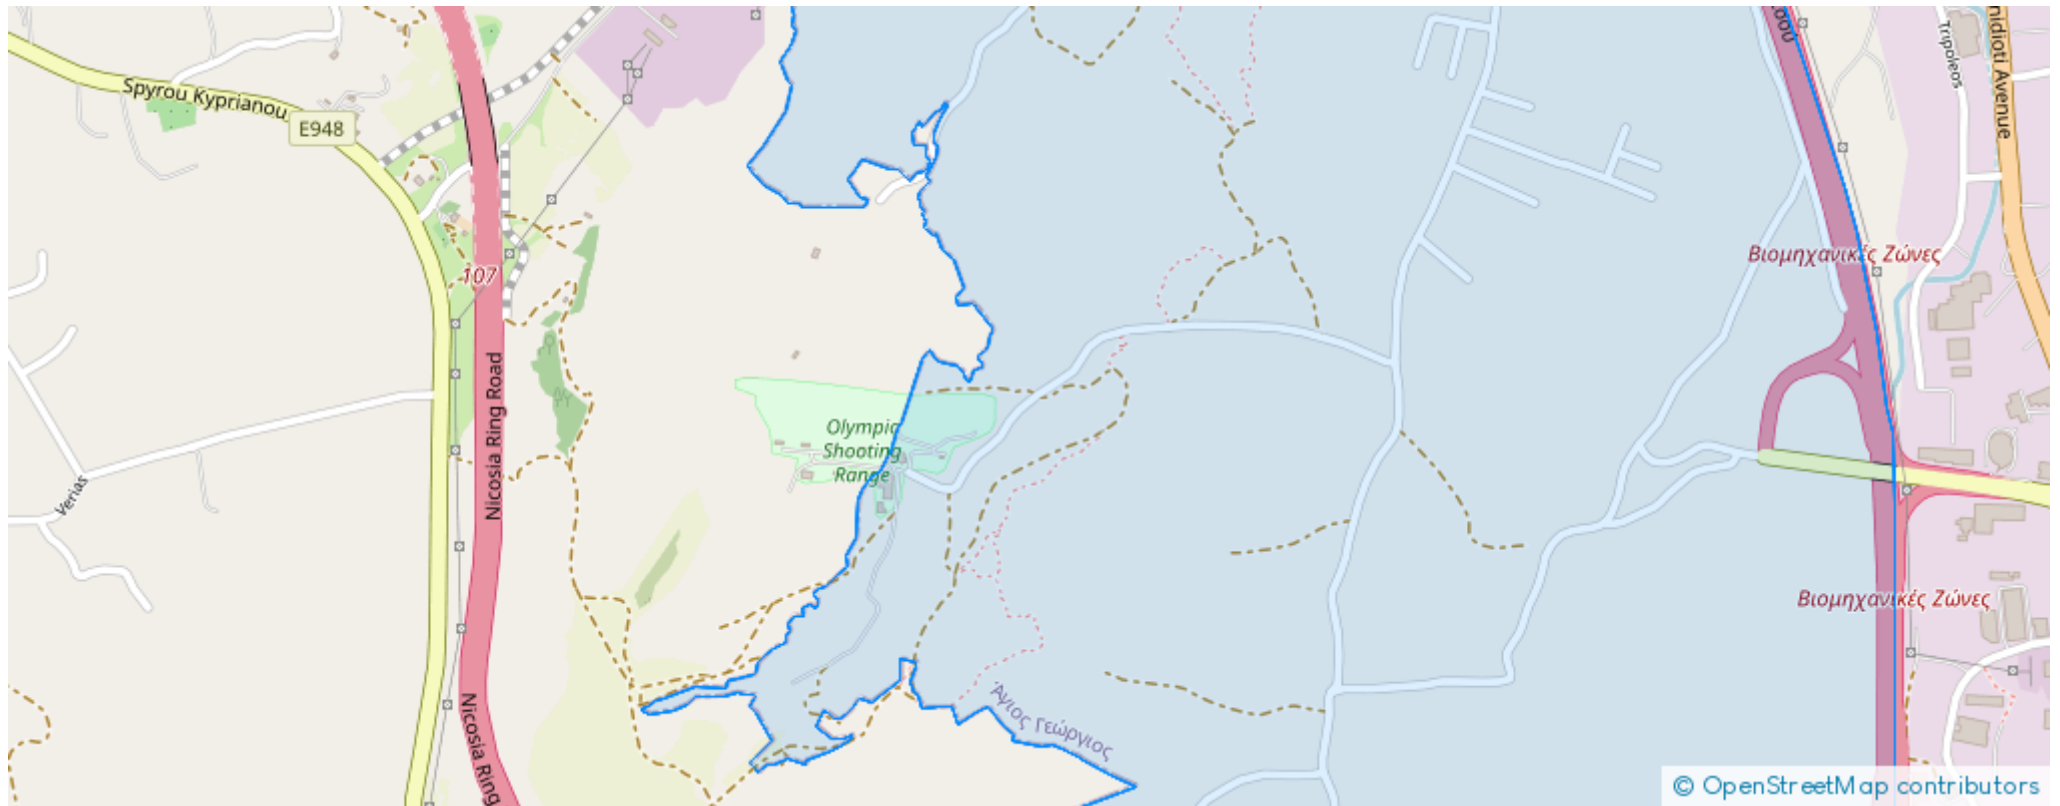 Spyrou Kyprianou
E948
107
Nicosia Ring Road
Verias
Nicosia Ring
Olympic
Shooting
Range
Άγιος Γεώργιος
Tripoleos
Avenue
Βιομηχανικές Ζώνες
Βιομηχανικές Ζώνες
© OpenStreetMap contributors